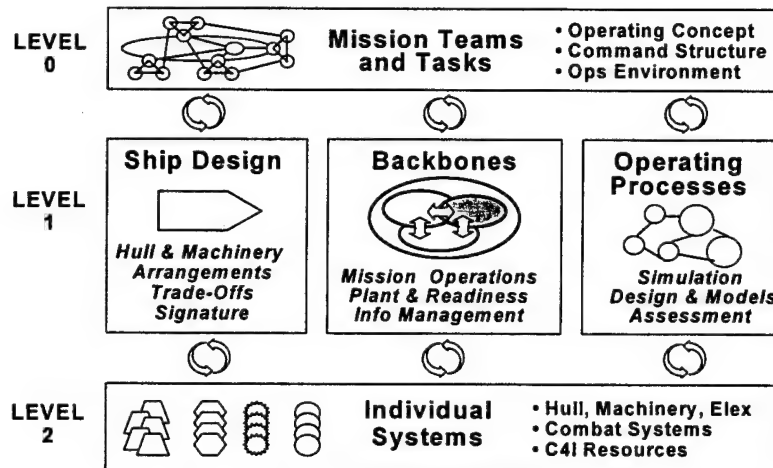 LEVEL
0
Mission Teams
and Tasks
• Operating Concept
• Command Structure
• Ops Environment
LEVEL
1
Ship Design
Hull & Machinery
Arrangements
Trade-Offs
Signature
Backbones
Mission Operations
Plant & Readiness
Info Management
Operating
Processes
Simulation
Design & Models
Assessment
LEVEL
2
Individual
Systems
• Hull, Machinery, Elex
• Combat Systems
• C4I Resources